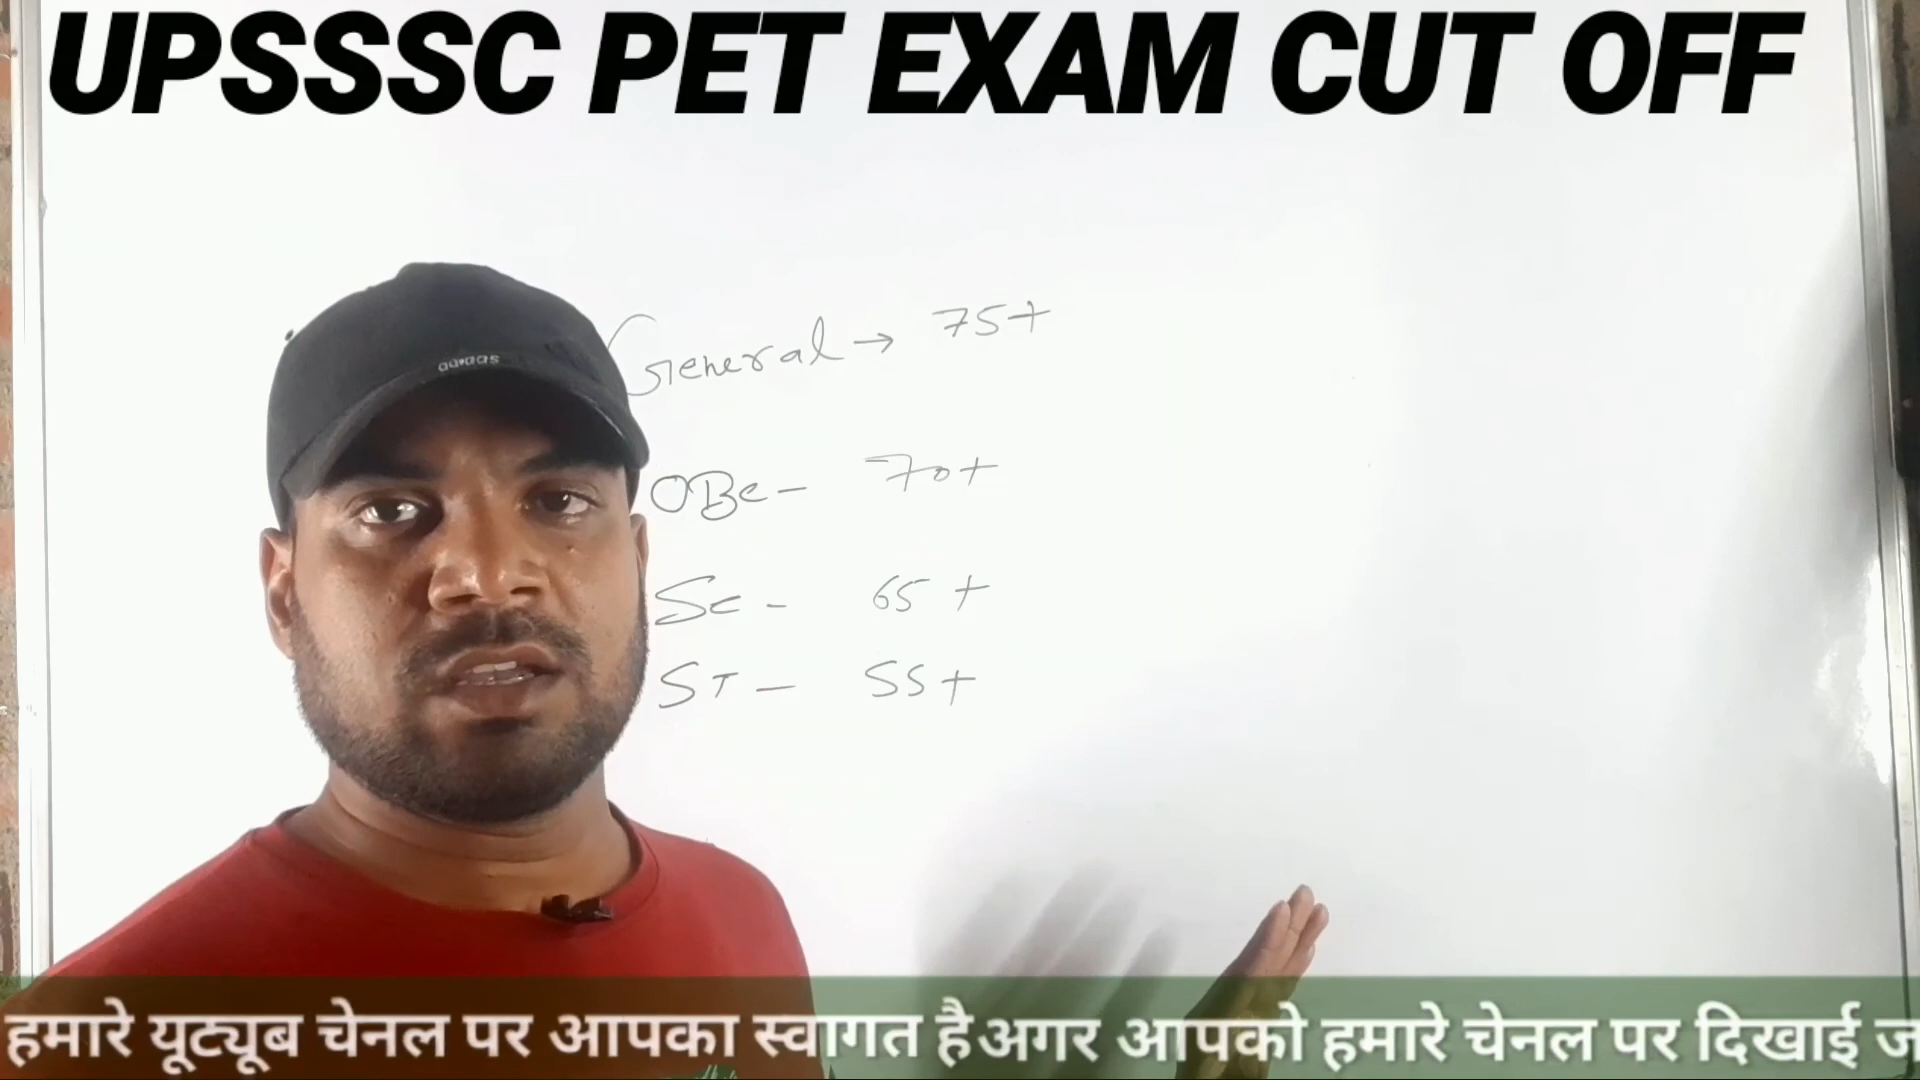 UPSSSC PET EXAM CUT OFF
adidas
General → 75+
OBC - 70+
SC - 65+
ST - 55+
हमारे यूट्यूब चेनल पर आपका स्वागत है अगर आपको हमारे चेनल पर दिखाई